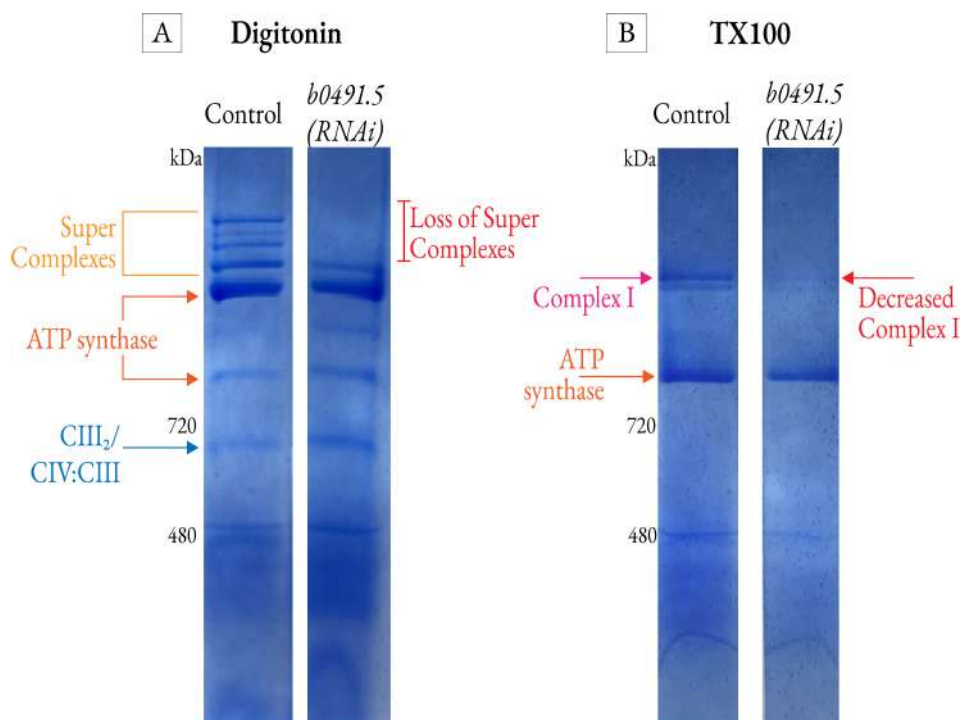 A Digitonin
Control b0491.5
(RNAi)
kDa
Super
Complexes
Loss of Super
Complexes
ATP synthase
720
CIII₂/
CIV:CIII
480
B TX100
Control b0491.5
(RNAi)
kDa
Complex I
Decreased
Complex I
ATP
synthase
720
480